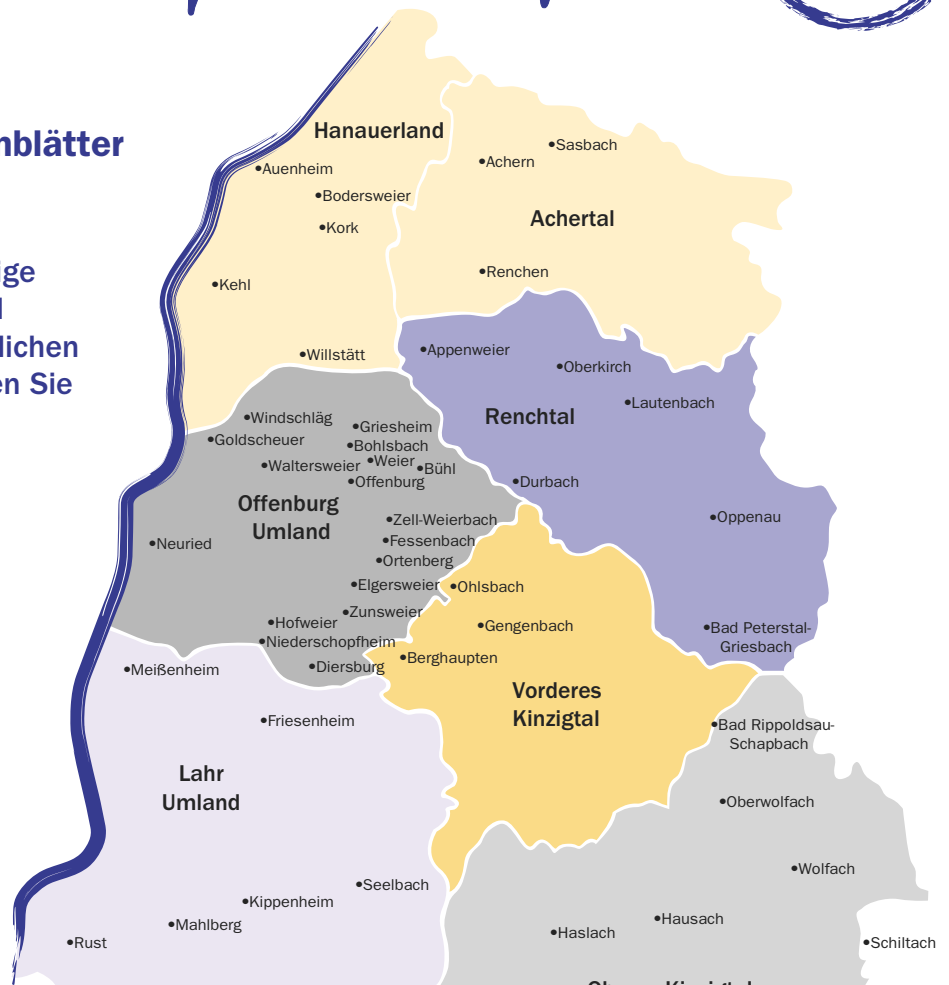 nblätter
ige
lichen
en Sie
Hanauerland
•Auenheim
•Bodersweier
•Kork
•Kehl
•Willstätt
•Sasbach
•Achern
Achertal
•Renchen
•Appenweier
•Oberkirch
•Lautenbach
Renchtal
•Durbach
•Oppenau
•Bad Peterstal-
Griesbach
•Windschläg
•Goldscheuer
•Griesheim
•Bohlsbach
•Weier
•Bühl
•Waltersweier
•Offenburg
Offenburg
Umland
•Zell-Weierbach
•Fessenbach
•Neuried
•Ortenberg
•Elgersweier
•Zunsweier
•Hofweier
•Niederschopfheim
•Diersburg
•Ohlsbach
•Gengenbach
•Berghaupten
Vorderes
Kinzigtal
•Meißenheim
•Friesenheim
Lahr
Umland
•Seelbach
•Kippenheim
•Mahlberg
•Rust
•Bad Rippoldsau-
Schapbach
•Oberwolfach
•Wolfach
•Hausach
•Haslach
•Schiltach